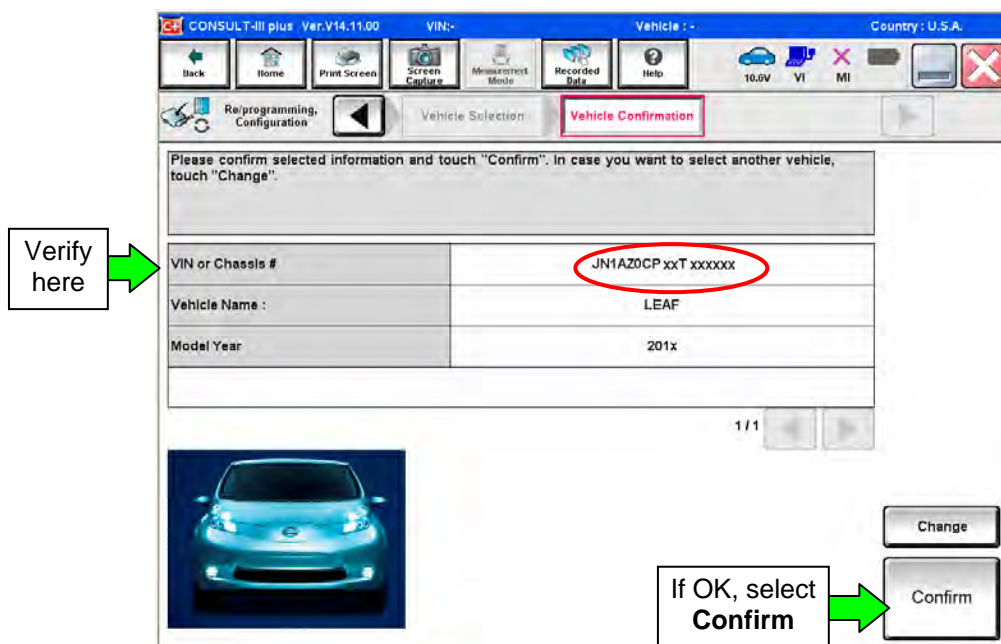 CONSULT-III plus Ver.V14.11.00 VIN:- Vehicle : - Country : U.S.A.
Back Home Print Screen Screen Capture Measurement Mode Recorded Data Help 10.6V VI MI
Re/programming, Configuration Vehicle Selection Vehicle Confirmation
Please confirm selected information and touch "Confirm". In case you want to select another vehicle,
touch "Change".
Verify
here
VIN or Chassis # JN1AZ0CP xxT xxxxxx
Vehicle Name : LEAF
Model Year 201x
1/1
Change
If OK, select
Confirm
Confirm